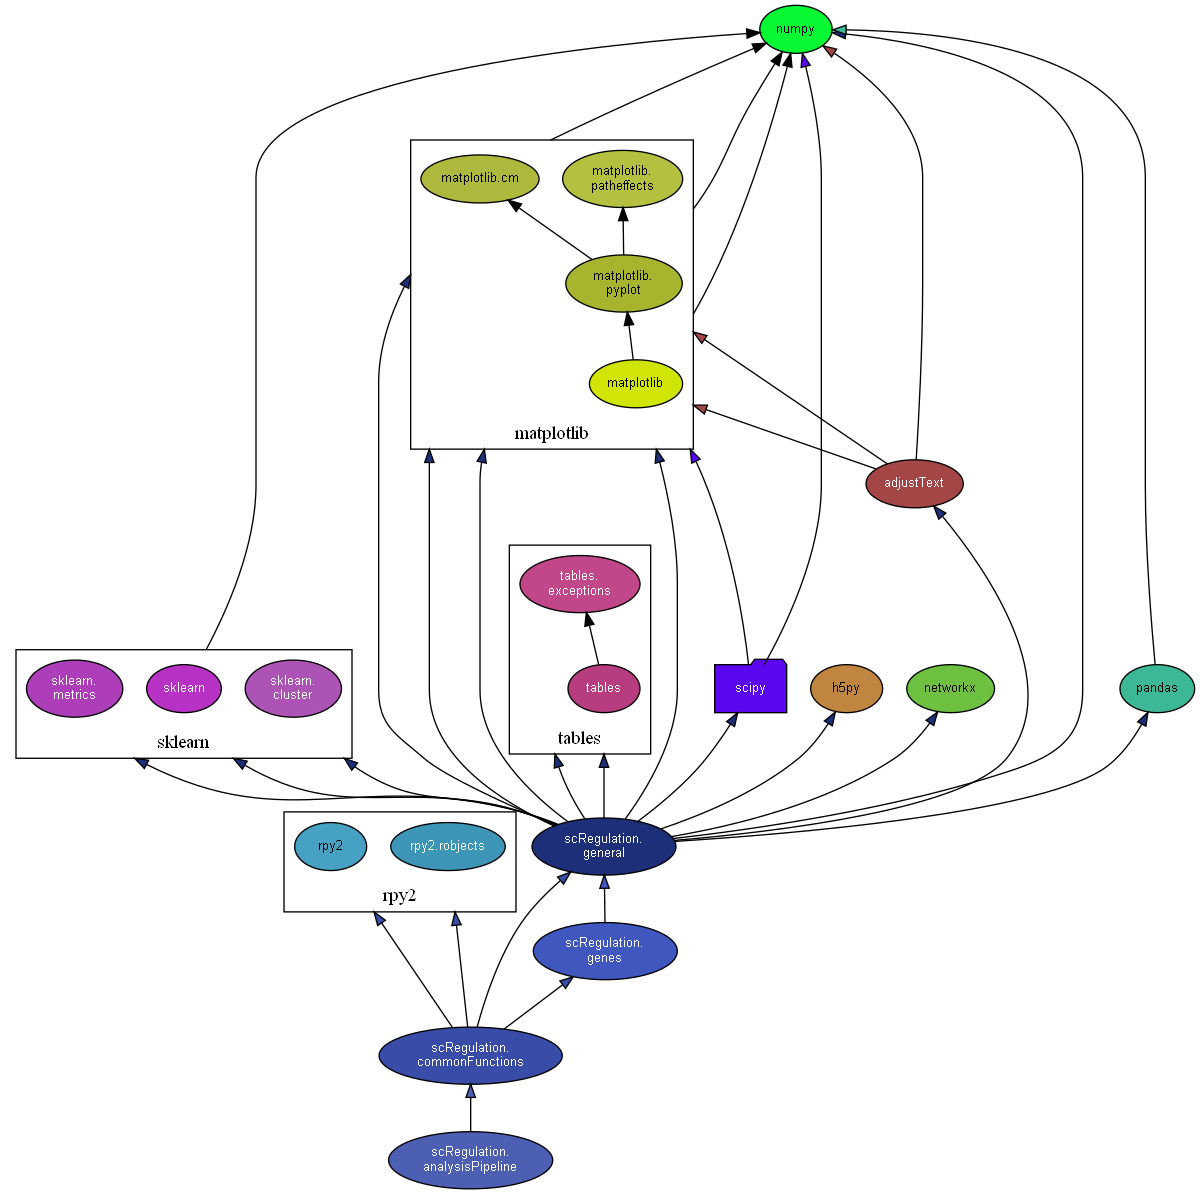 numpy
matplotlib.cm
matplotlib.
patheffects
matplotlib.
pyplot
matplotlib
matplotlib
adjustText
tables.
exceptions
tables
tables
sklearn.
metrics
sklearn
sklearn.
cluster
sklearn
scipy
h5py
networkx
pandas
rpy2
rpy2.robjects
rpy2
scRegulation.
general
scRegulation.
genes
scRegulation.
commonFunctions
scRegulation.
analysisPipeline